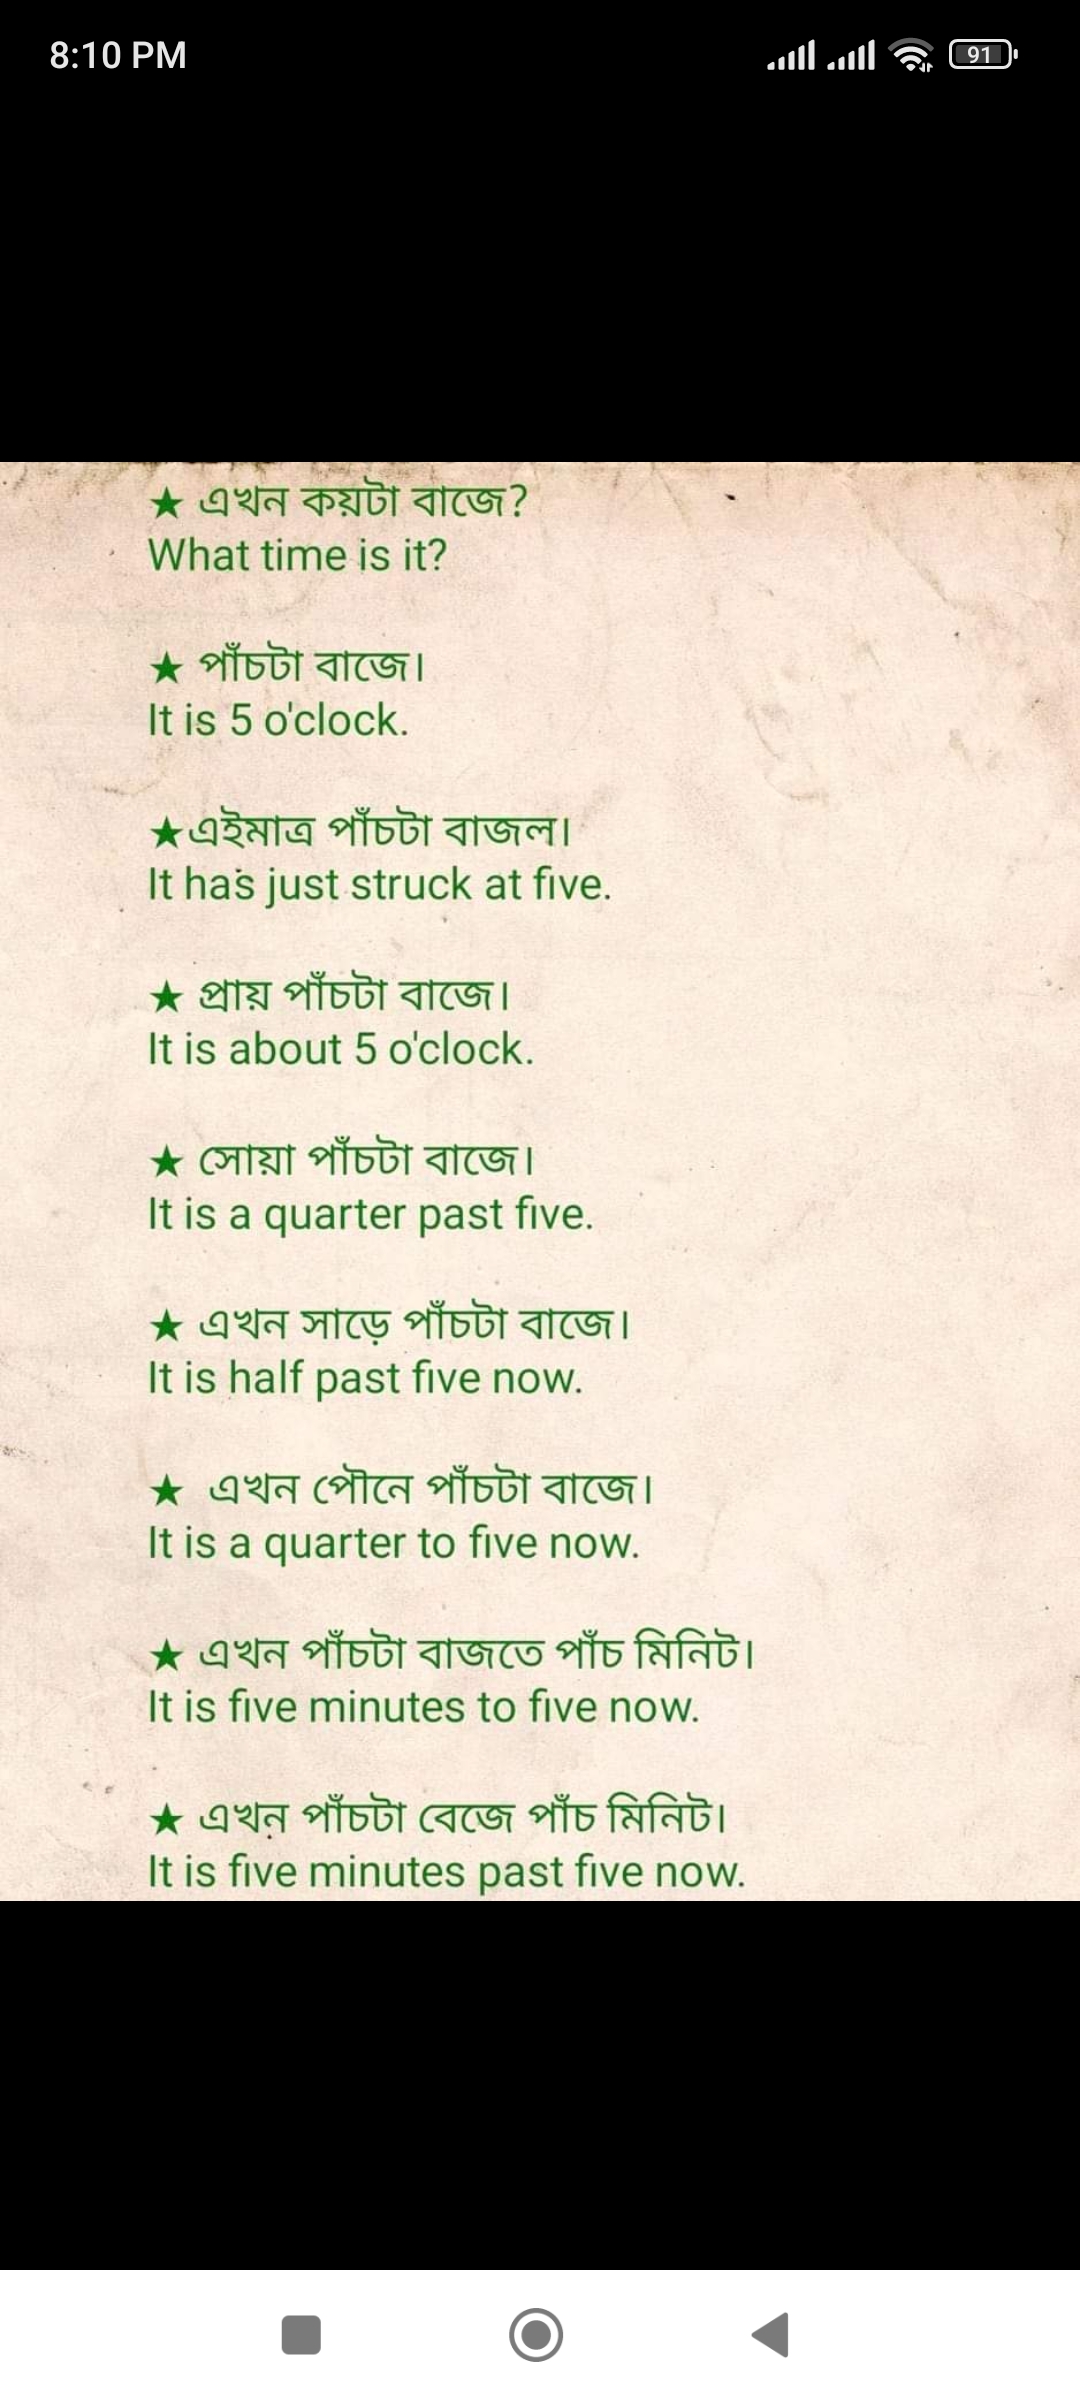 8:10 PM
91
★ এখন কয়টা বাজে?
What time is it?
★ পাঁচটা বাজে।
It is 5 o'clock.
★এইমাত্র পাঁচটা বাজল।
It has just struck at five.
★ প্রায় পাঁচটা বাজে।
It is about 5 o'clock.
★ সোয়া পাঁচটা বাজে।
It is a quarter past five.
★ এখন সাড়ে পাঁচটা বাজে।
It is half past five now.
★ এখন পৌনে পাঁচটা বাজে।
It is a quarter to five now.
★ এখন পাঁচটা বাজতে পাঁচ মিনিট।
It is five minutes to five now.
★ এখন পাঁচটা বেজে পাঁচ মিনিট।
It is five minutes past five now.